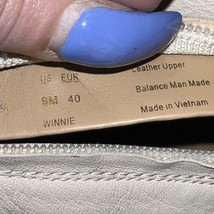 US EUR
9M 40
WINNIE
Leather Upper
Balance Man Made
Made in Vietnam